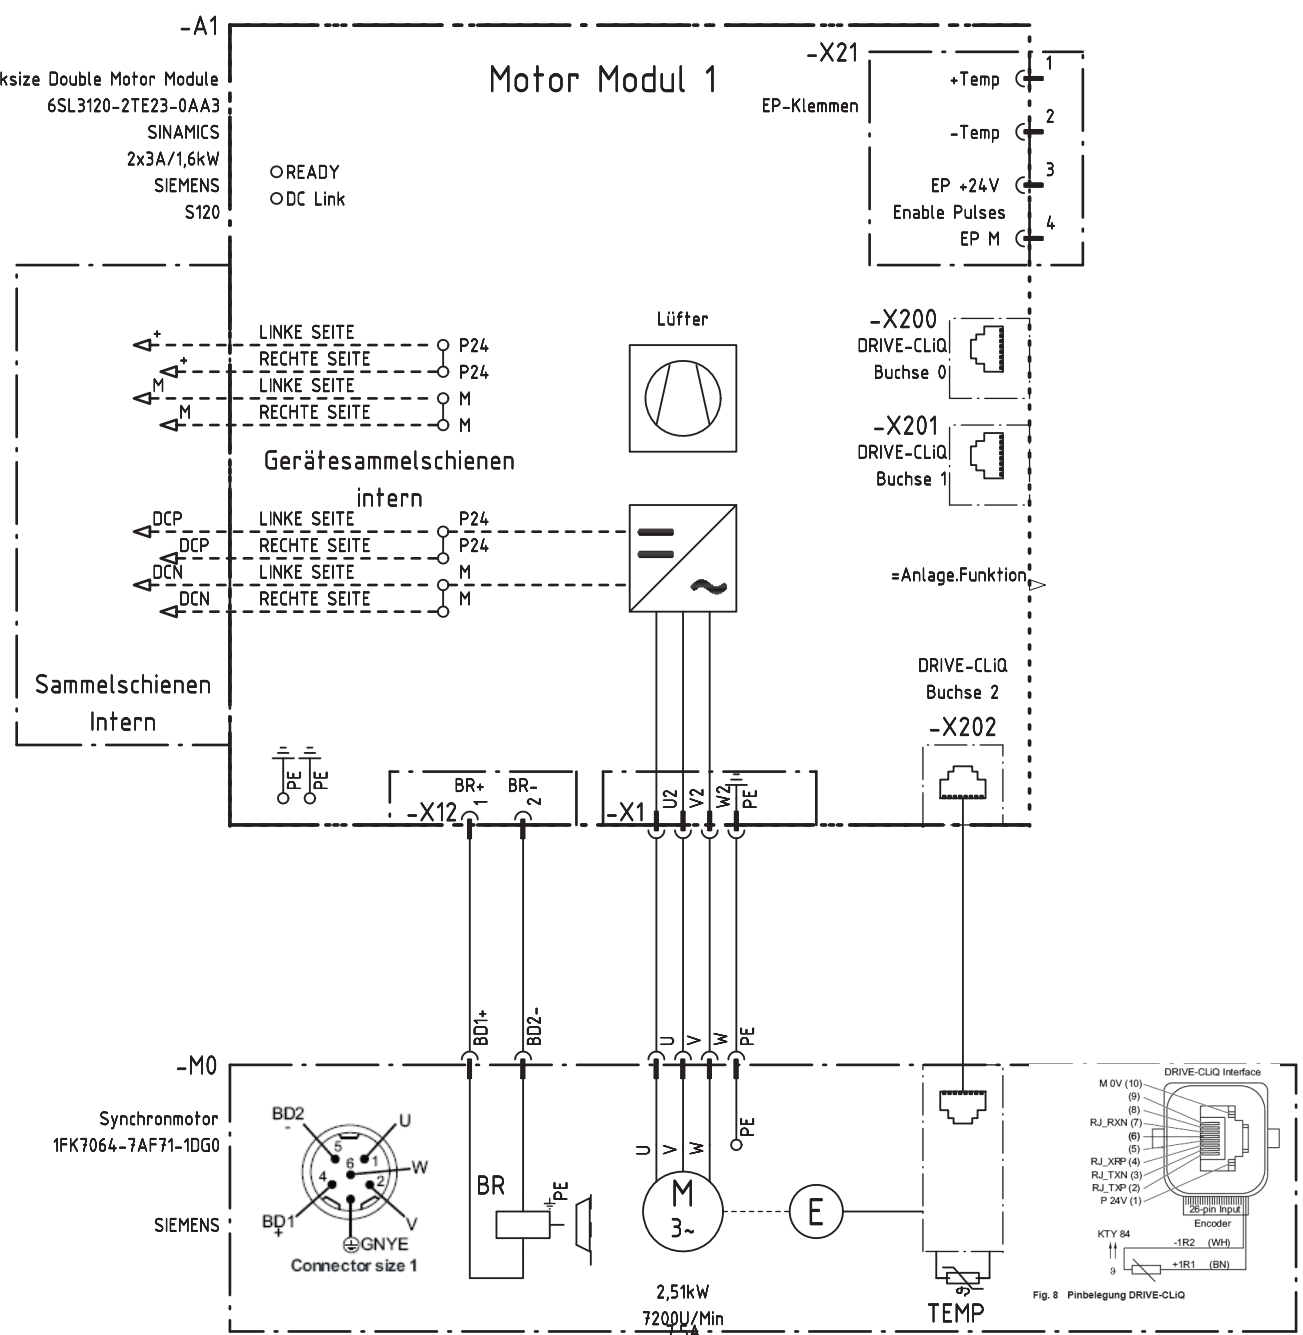 -A1
ksize Double Motor Module
6SL3120-2TE23-0AA3
SINAMICS
2x3A/1,6kW
SIEMENS
S120
Motor Modul 1
READY
DC Link
-X21
EP-Klemmen
+Temp
1
-Temp
2
EP +24V
3
Enable Pulses
EP M
4
Lüfter
-X200
DRIVE-CLiQ
Buchse 0
-X201
DRIVE-CLiQ
Buchse 1
+ LINKE SEITE P24
+ RECHTE SEITE P24
M LINKE SEITE M
M RECHTE SEITE M
Gerätesammelschienen
intern
DCP LINKE SEITE P24
DCP RECHTE SEITE P24
DCN LINKE SEITE M
DCN RECHTE SEITE M
=Anlage.Funktion
Sammelschienen
Intern
DRIVE-CLiQ
Buchse 2
-X202
PE
PE
-X12
BR+
1
BR-
2
-X1
U2
V2
W2
PE
BD1+
BD2-
U
V
W
PE
-M0
Synchronmotor
1FK7064-7AF71-1DG0
SIEMENS
BD2
-
U
5
6
1
W
4
2
BD1
+
V
GNYE
Connector size 1
BR
PE
U
V
W
PE
M
3~
E
2,51kW
7200U/Min
7,5A
TEMP
DRIVE-CLiQ Interface
M 0V (10)
(9)
(8)
RJ_RXN (7)
(6)
(5)
RJ_XRP (4)
RJ_TXN (3)
RJ_TXP (2)
P 24V (1)
26-pin Input
Encoder
KTY 84
-1R2 (WH)
+1R1 (BN)
ϑ
Fig. 8 Pinbelegung DRIVE-CLiQ